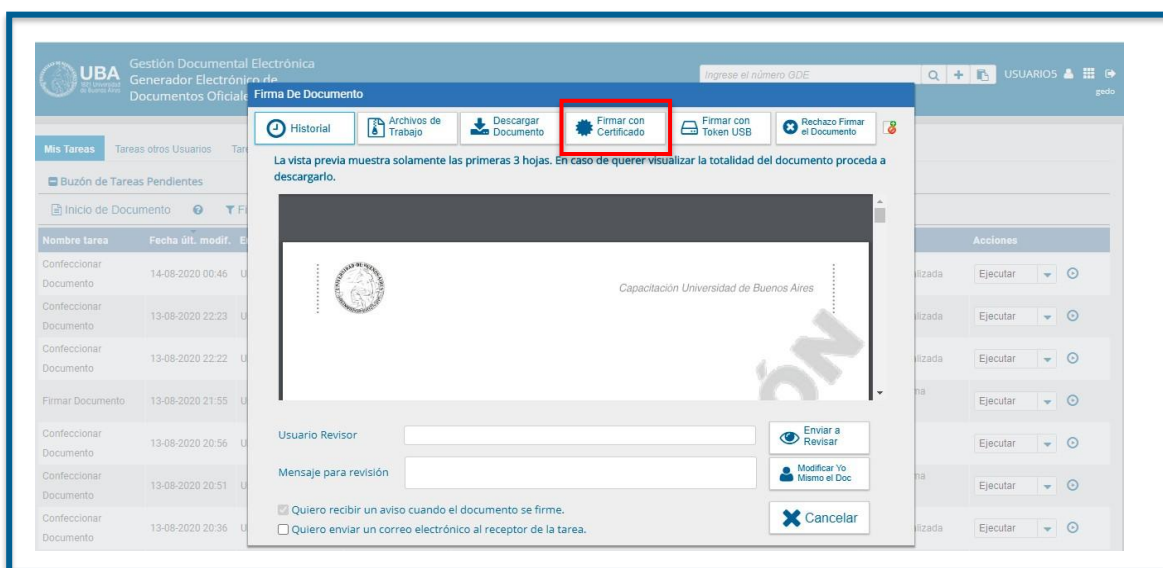 UBA
1821 Universidad
de Buenos Aires
Gestión Documental Electrónica
Generador Electrónico de
Documentos Oficiale
Ingrese el número GDE
USUARIO5
gedo
Firma De Documento
Historial
Archivos de
Trabajo
Descargar
Documento
Firmar con
Certificado
Firmar con
Token USB
Rechazo Firmar
el Documento
La vista previa muestra solamente las primeras 3 hojas. En caso de querer visualizar la totalidad del documento proceda a
descargarlo.
Capacitación Universidad de Buenos Aires
ÓN
Usuario Revisor
Enviar a
Revisar
Mensaje para revisión
Modificar Yo
Mismo el Doc
Quiero recibir un aviso cuando el documento se firme.
Quiero enviar un correo electrónico al receptor de la tarea.
Cancelar
Mis Tareas
Tareas otros Usuarios
Buzón de Tareas Pendientes
Inicio de Documento
Nombre tarea Fecha últ. modif. Acciones
Confeccionar
Documento
14-08-2020 00:46 Ejecutar
Confeccionar
Documento
13-08-2020 22:23 Ejecutar
Confeccionar
Documento
13-08-2020 22:22 Ejecutar
Firmar Documento 13-08-2020 21:55 Ejecutar
Confeccionar
Documento
13-08-2020 20:56 Ejecutar
Confeccionar
Documento
13-08-2020 20:51 Ejecutar
Confeccionar
Documento
13-08-2020 20:36 Ejecutar